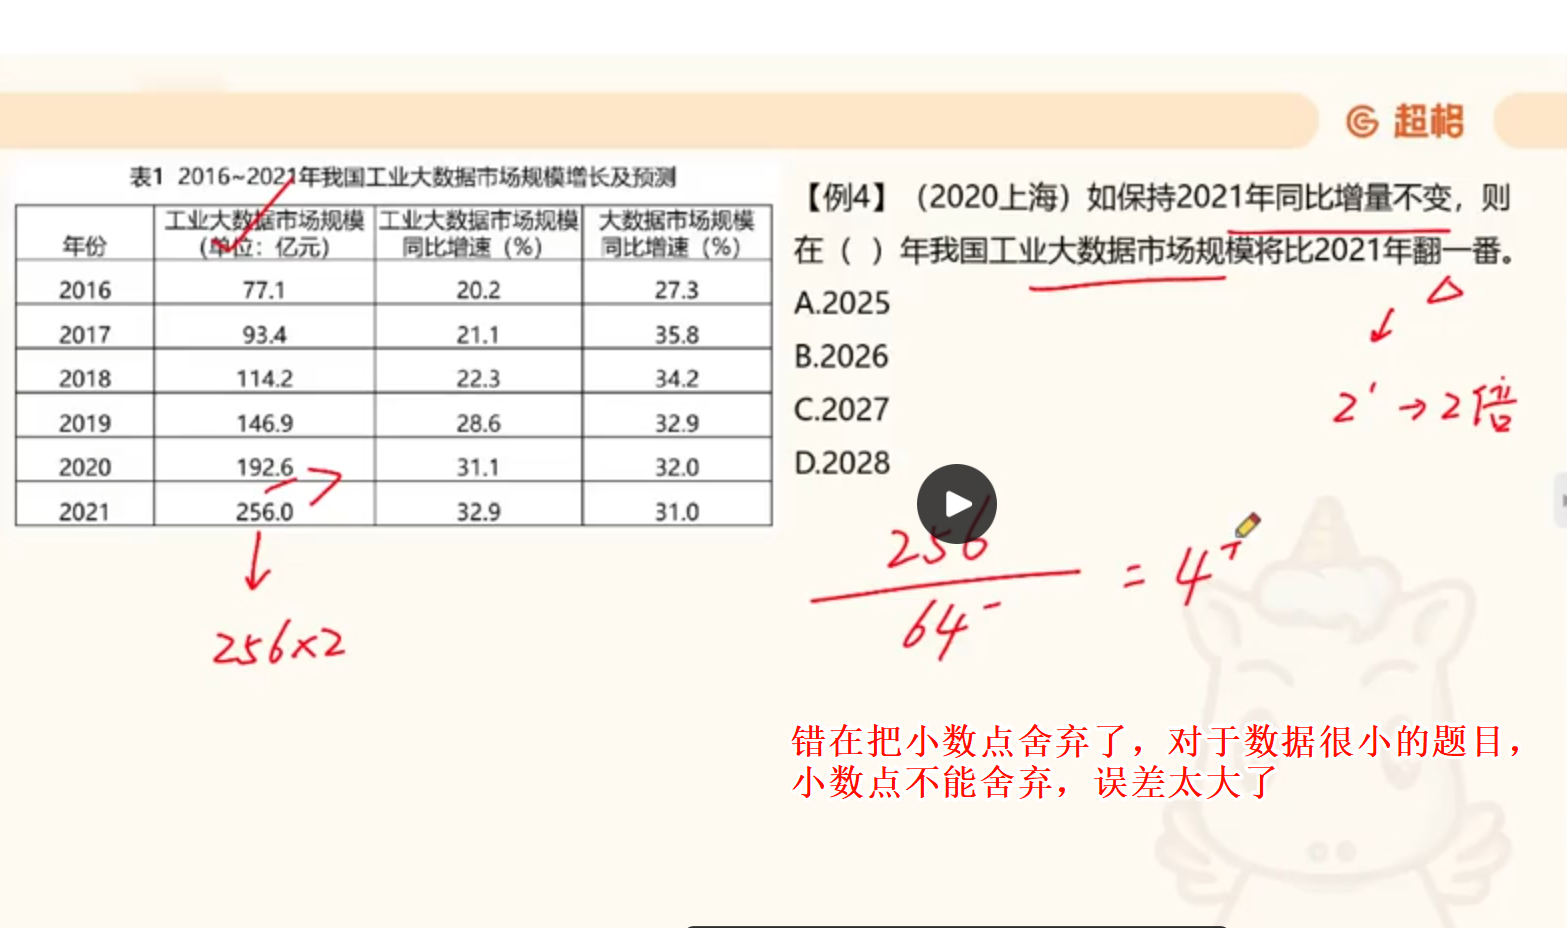 超格
表1 2016~2021年我国工业大数据市场规模增长及预测
年份 工业大数据市场规模(单位：亿元) 工业大数据市场规模同比增速（%） 大数据市场规模同比增速（%）
2016 77.1 20.2 27.3
2017 93.4 21.1 35.8
2018 114.2 22.3 34.2
2019 146.9 28.6 32.9
2020 192.6 31.1 32.0
2021 256.0 32.9 31.0
256×2
【例4】（2020上海）如保持2021年同比增量不变，则
在（ ）年我国工业大数据市场规模将比2021年翻一番。
A.2025
B.2026
C.2027
D.2028
2¹→2倍
256
64⁻
=4⁺
错在把小数点舍弃了，对于数据很小的题目，
小数点不能舍弃，误差太大了